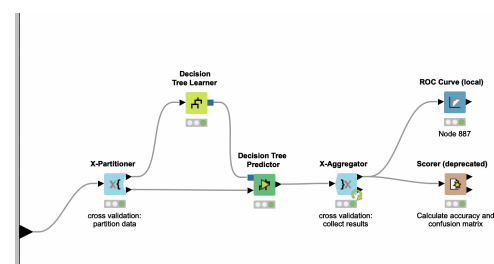 Decision
Tree Learner
ROC Curve (local)
Node 887
X-Partitioner
Decision Tree
Predictor
X-Aggregator
Scorer (deprecated)
cross validation:
partition data
cross validation:
collect results
Calculate accuracy and
confusion matrix